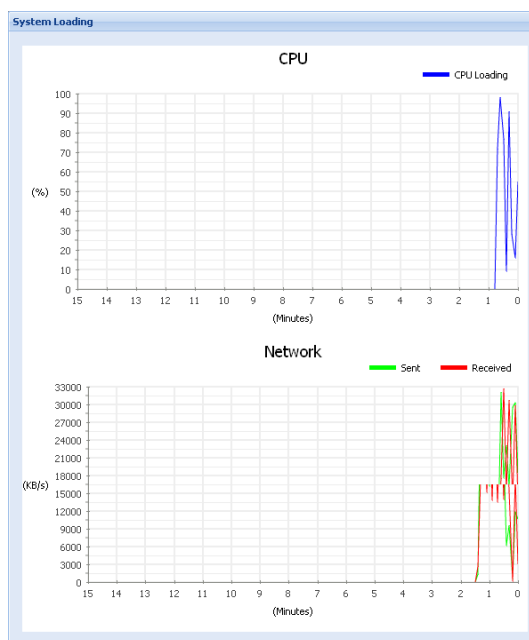 System Loading
CPU
CPU Loading
100
90
80
70
60
50
40
30
20
10
0
(%)
15 14 13 12 11 10 9 8 7 6 5 4 3 2 1 0
(Minutes)
Network
Sent Received
33000
30000
27000
24000
21000
18000
15000
12000
9000
6000
3000
0
(KB/s)
15 14 13 12 11 10 9 8 7 6 5 4 3 2 1 0
(Minutes)